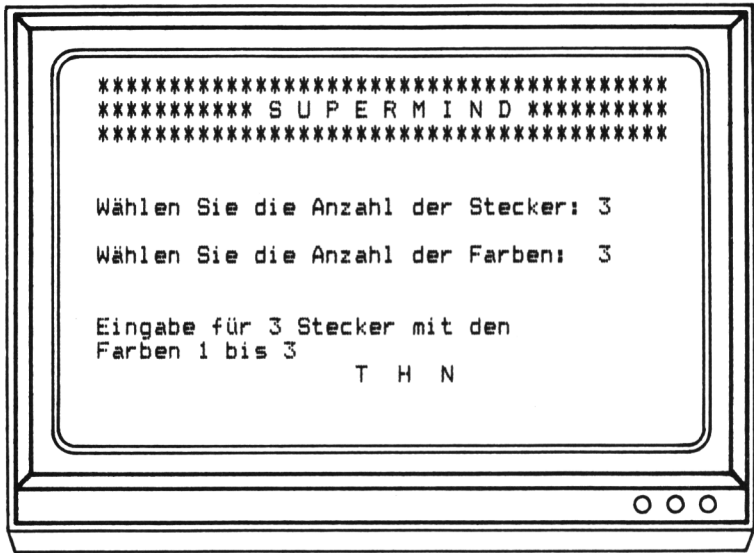 ****************************************
*********** S U P E R M I N D **********
****************************************
Wählen Sie die Anzahl der Stecker: 3
Wählen Sie die Anzahl der Farben:  3
Eingabe für 3 Stecker mit den
Farben 1 bis 3
T H N